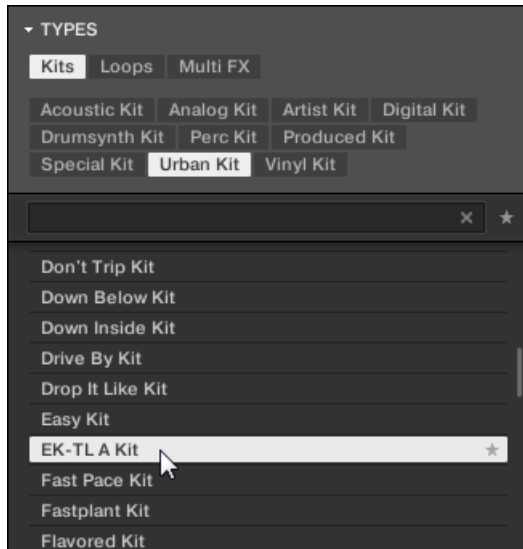 TYPES
Kits Loops Multi FX
Acoustic Kit Analog Kit Artist Kit Digital Kit
Drumsynth Kit Perc Kit Produced Kit
Special Kit Urban Kit Vinyl Kit
Don't Trip Kit
Down Below Kit
Down Inside Kit
Drive By Kit
Drop It Like Kit
Easy Kit
EK-TL A Kit
Fast Pace Kit
Fastplant Kit
Flavored Kit